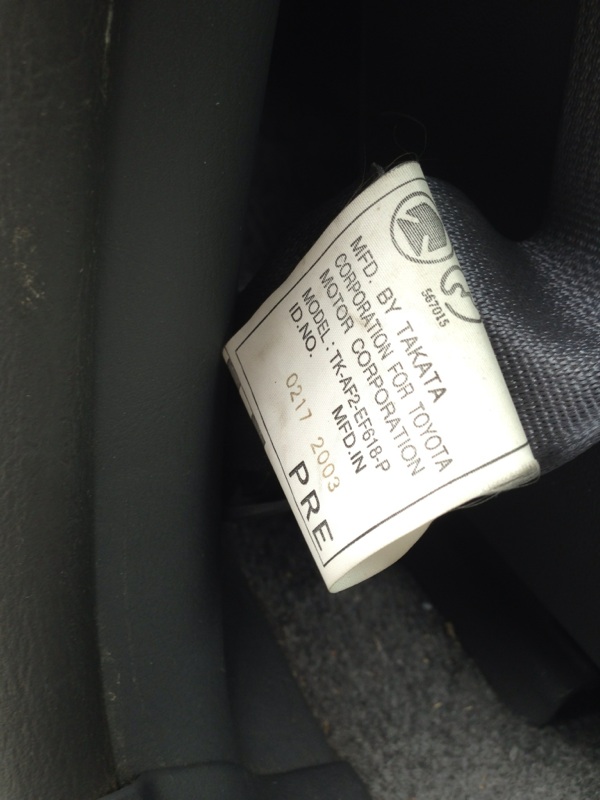 567015
MFD. BY TAKATA
CORPORATION FOR TOYOTA
MOTOR CORPORATION
MODEL : TK-AF2-EF618-P
ID.NO. MFD.IN
0217 2003
PRE